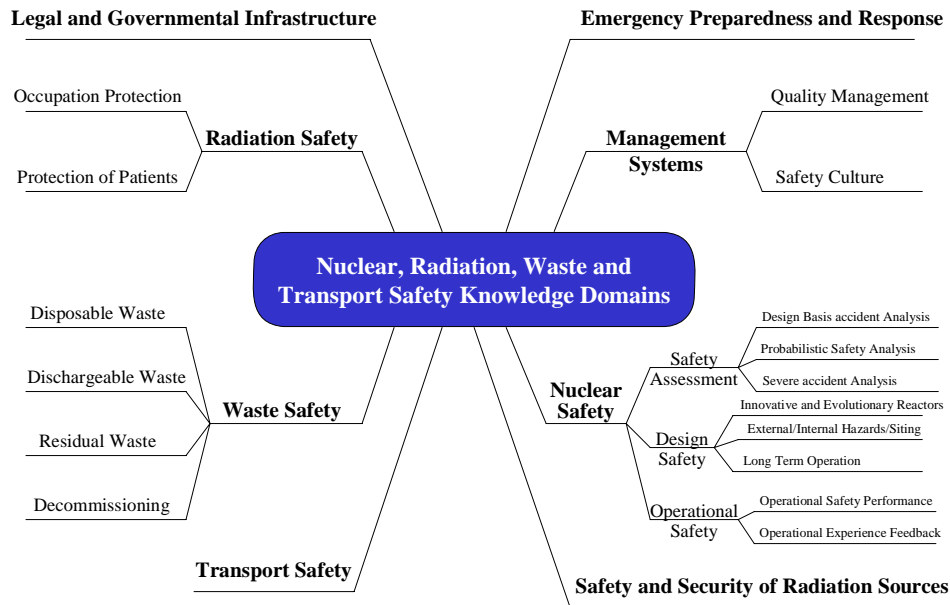 Legal and Governmental Infrastructure
Emergency Preparedness and Response
Occupation Protection
Radiation Safety
Protection of Patients
Quality Management
Management
Systems
Safety Culture
Nuclear, Radiation, Waste and
Transport Safety Knowledge Domains
Disposable Waste
Dischargeable Waste
Waste Safety
Residual Waste
Decommissioning
Nuclear
Safety
Safety
Assessment
Design Basis accident Analysis
Probabilistic Safety Analysis
Severe accident Analysis
Design
Safety
Innovative and Evolutionary Reactors
External/Internal Hazards/Siting
Long Term Operation
Operational
Safety
Operational Safety Performance
Operational Experience Feedback
Transport Safety
Safety and Security of Radiation Sources